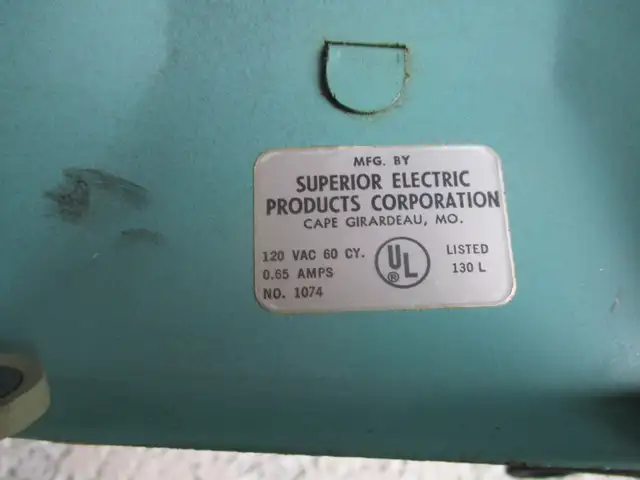 MFG. BY
SUPERIOR ELECTRIC
PRODUCTS CORPORATION
CAPE GIRARDEAU, MO.
120 VAC 60 CY.
0.65 AMPS
NO. 1074
UL
®
LISTED
130 L